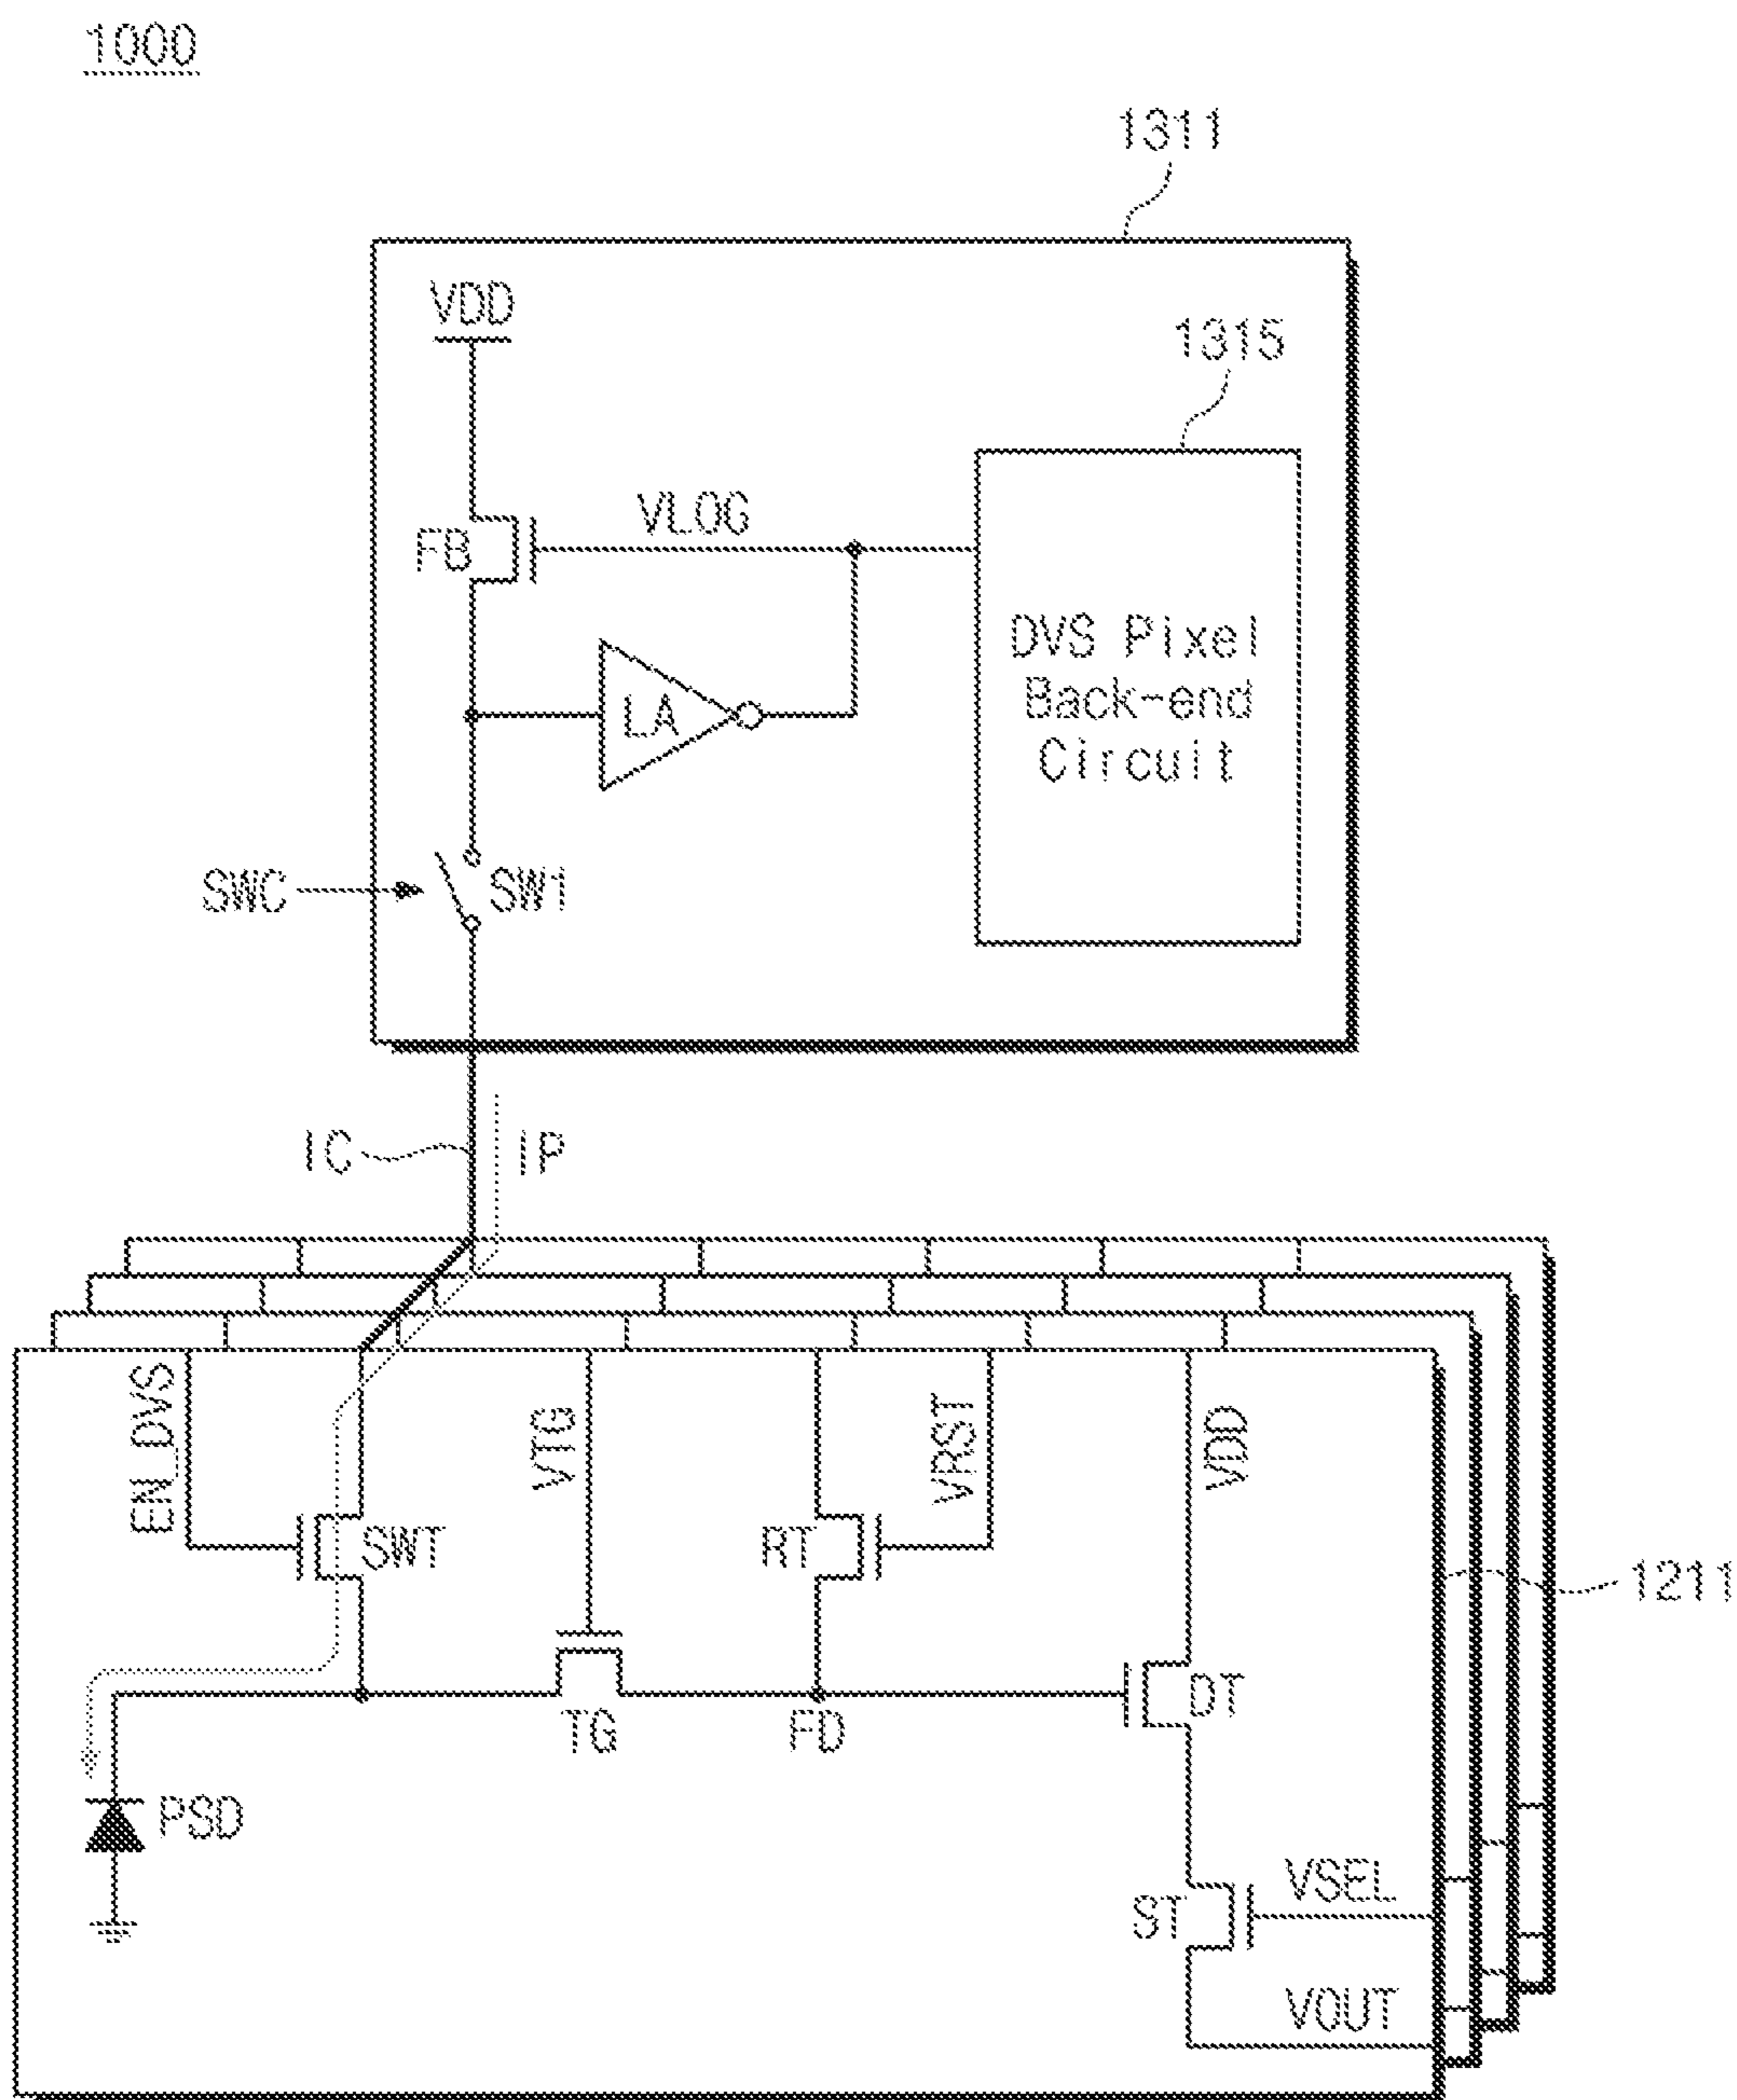 1000
1311
VDD
1315
FB
VLOG
DVS Pixel
Back-end
Circuit
LA
SWC
SW1
IC
IP
EN_DVS
VTG
VRST
VDD
SWT
RT
1211
TG
FD
DT
PSD
VSEL
ST
VOUT